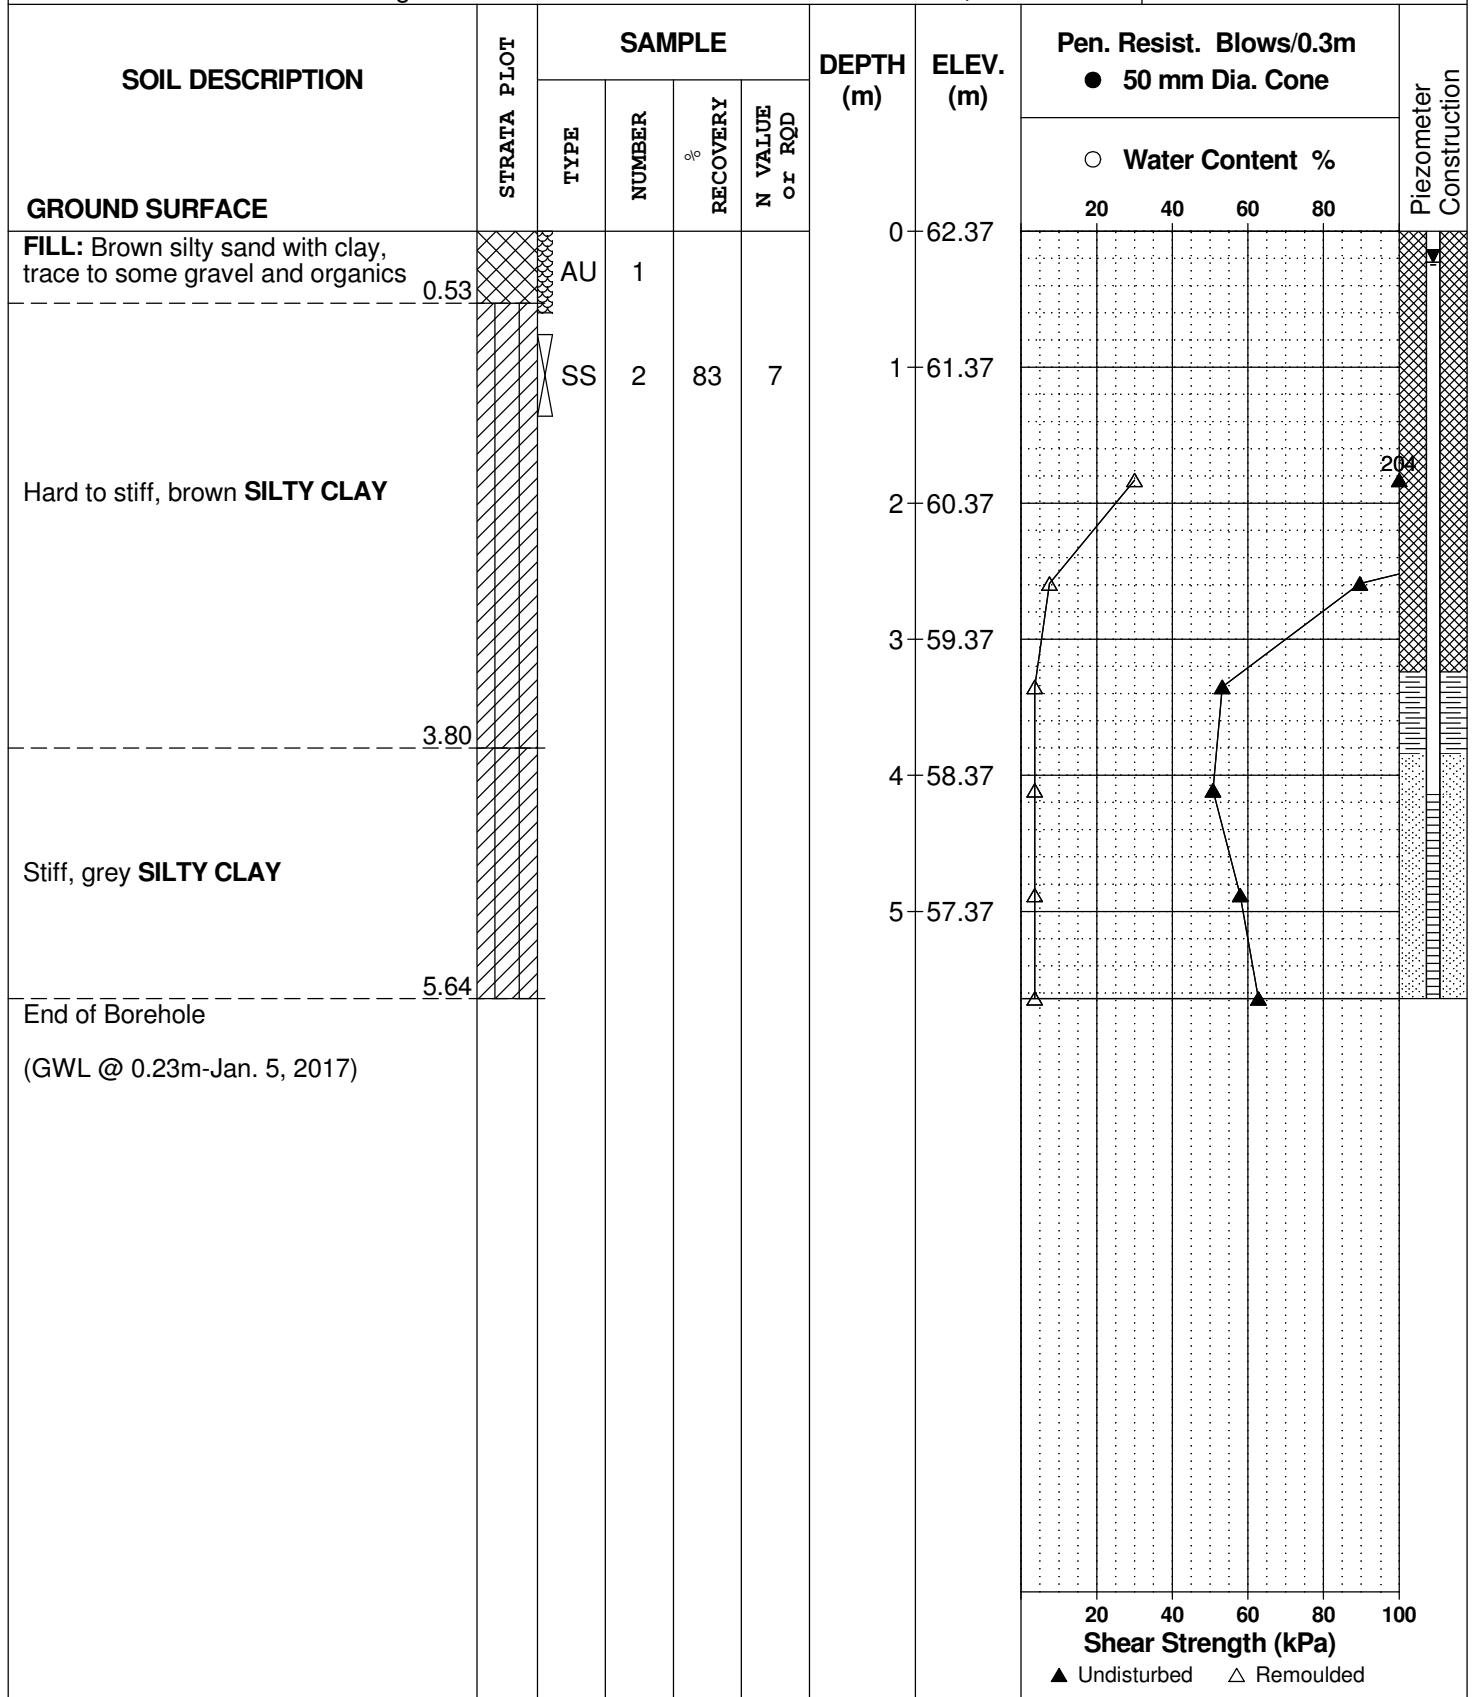 SOIL DESCRIPTION
GROUND SURFACE
STRATA PLOT
SAMPLE
TYPE
NUMBER
% RECOVERY
N VALUE or RQD
DEPTH (m)
ELEV. (m)
Pen. Resist. Blows/0.3m
● 50 mm Dia. Cone
○ Water Content %
20 40 60 80
Piezometer Construction
FILL: Brown silty sand with clay,
trace to some gravel and organics
0.53
AU 1
0 62.37
SS 2 83 7
1 61.37
204
Hard to stiff, brown SILTY CLAY
2 60.37
3 59.37
3.80
4 58.37
Stiff, grey SILTY CLAY
5 57.37
5.64
End of Borehole
(GWL @ 0.23m-Jan. 5, 2017)
20 40 60 80 100
Shear Strength (kPa)
▲ Undisturbed △ Remoulded